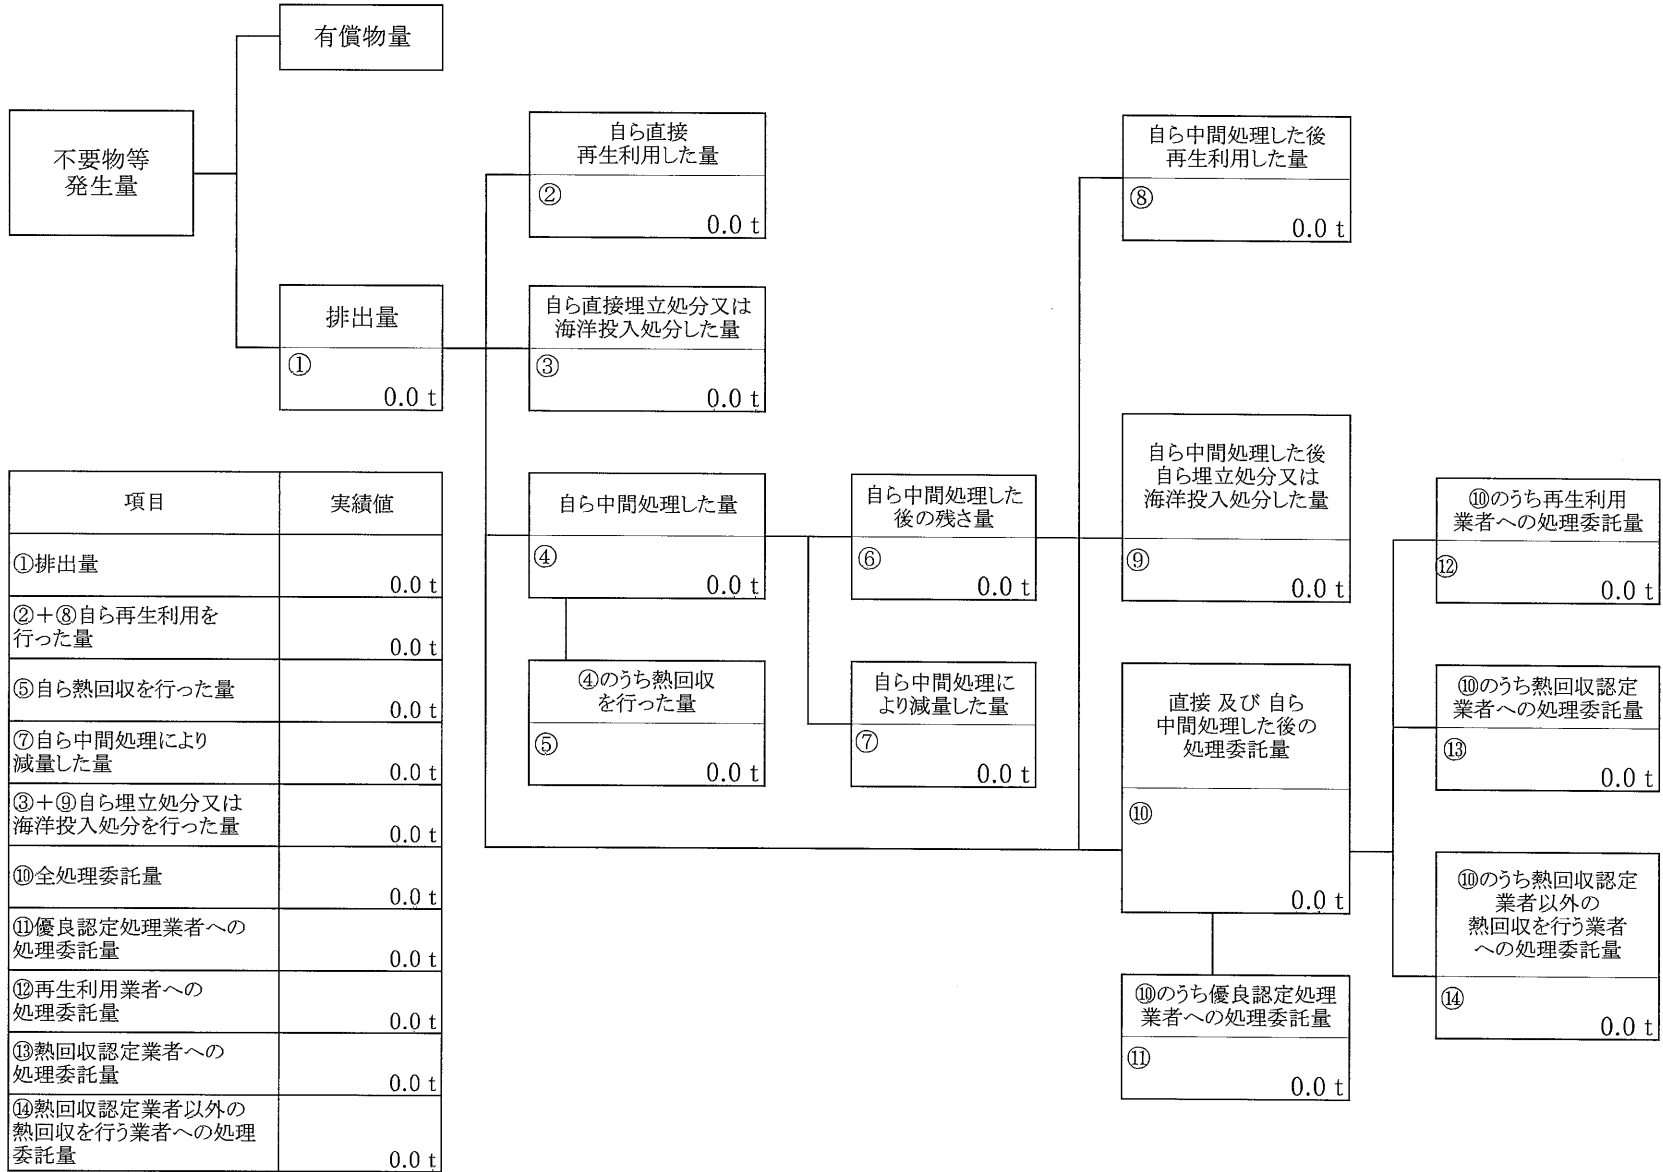 有償物量
不要物等
発生量
排出量
①
0.0 t
自ら直接
再生利用した量
②
0.0 t
自ら直接埋立処分又は
海洋投入処分した量
③
0.0 t
自ら中間処理した量
④
0.0 t
④のうち熱回収
を行った量
⑤
0.0 t
自ら中間処理した
後の残さ量
⑥
0.0 t
自ら中間処理に
より減量した量
⑦
0.0 t
自ら中間処理した後
再生利用した量
⑧
0.0 t
自ら中間処理した後
自ら埋立処分又は
海洋投入処分した量
⑨
0.0 t
直接 及び 自ら
中間処理した後の
処理委託量
⑩
0.0 t
⑩のうち優良認定処理
業者への処理委託量
⑪
0.0 t
⑩のうち再生利用
業者への処理委託量
⑫
0.0 t
⑩のうち熱回収認定
業者への処理委託量
⑬
0.0 t
⑩のうち熱回収認定
業者以外の
熱回収を行う業者
への処理委託量
⑭
0.0 t
項目 実績値
①排出量
0.0 t
②＋⑧自ら再生利用を
行った量
0.0 t
⑤自ら熱回収を行った量
0.0 t
⑦自ら中間処理により
減量した量
0.0 t
③＋⑨自ら埋立処分又は
海洋投入処分を行った量
0.0 t
⑩全処理委託量
0.0 t
⑪優良認定処理業者への
処理委託量
0.0 t
⑫再生利用業者への
処理委託量
0.0 t
⑬熱回収認定業者への
処理委託量
0.0 t
⑭熱回収認定業者以外の
熱回収を行う業者への処理
委託量
0.0 t